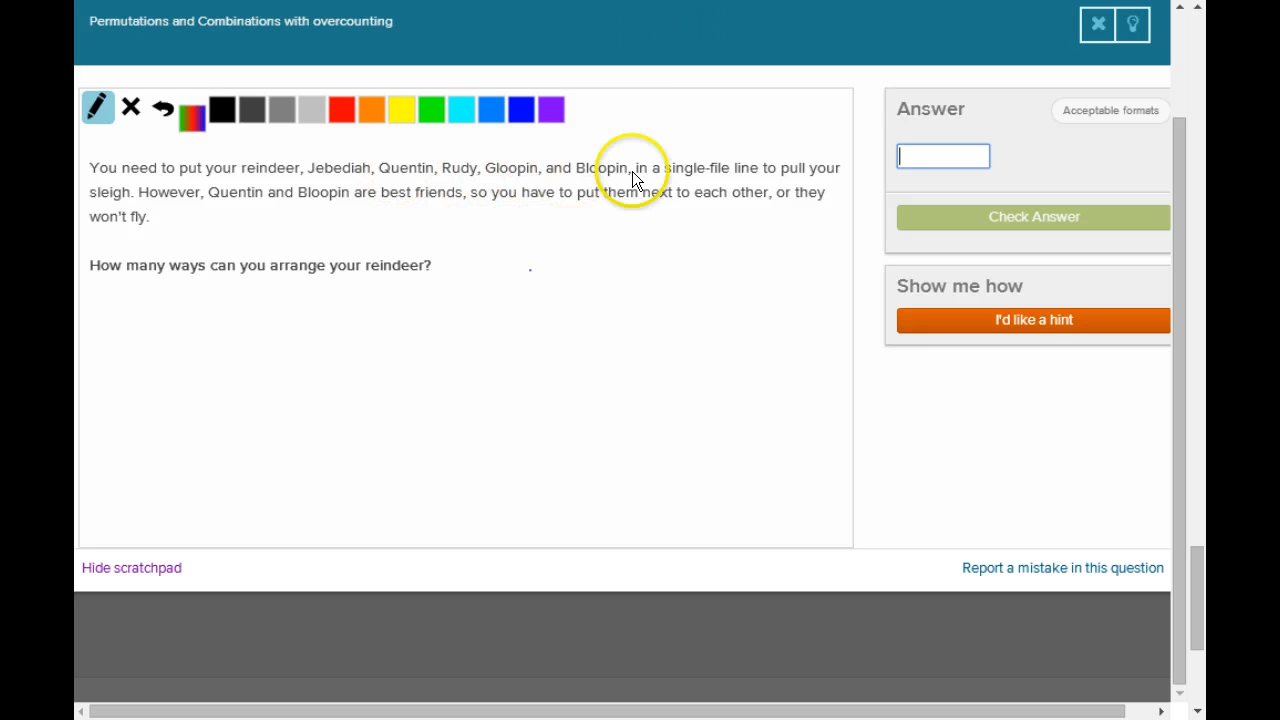 Permutations and Combinations with overcounting
You need to put your reindeer, Jebediah, Quentin, Rudy, Gloopin, and Bloopin, in a single-file line to pull your
sleigh. However, Quentin and Bloopin are best friends, so you have to put them next to each other, or they
won't fly.
How many ways can you arrange your reindeer?
Answer
Acceptable formats
Check Answer
Show me how
I'd like a hint
Hide scratchpad
Report a mistake in this question